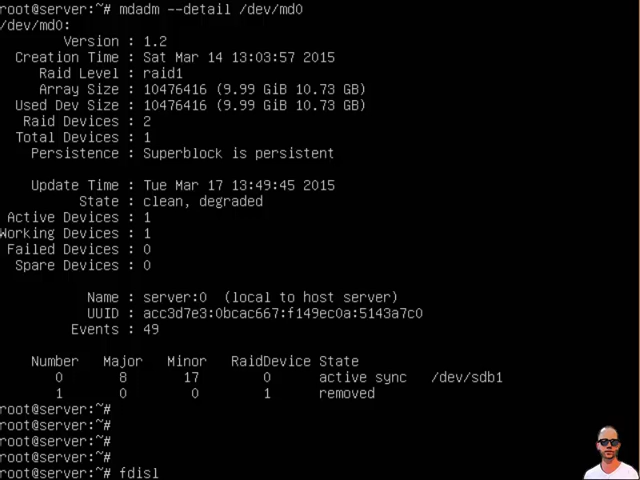 root@server:~# mdadm --detail /dev/md0
/dev/md0:
Version : 1.2
Creation Time : Sat Mar 14 13:03:57 2015
Raid Level : raid1
Array Size : 10476416 (9.99 GiB 10.73 GB)
Used Dev Size : 10476416 (9.99 GiB 10.73 GB)
Raid Devices : 2
Total Devices : 1
Persistence : Superblock is persistent
Update Time : Tue Mar 17 13:49:45 2015
State : clean, degraded
Active Devices : 1
Working Devices : 1
Failed Devices : 0
Spare Devices : 0
Name : server:0 (local to host server)
UUID : acc3d7e3:0bcac667:f149ec0a:5143a7c0
Events : 49
Number Major Minor RaidDevice State
0 8 17 0 active sync /dev/sdb1
1 0 0 1 removed
root@server:~#
root@server:~#
root@server:~#
root@server:~#
root@server:~# fdisl